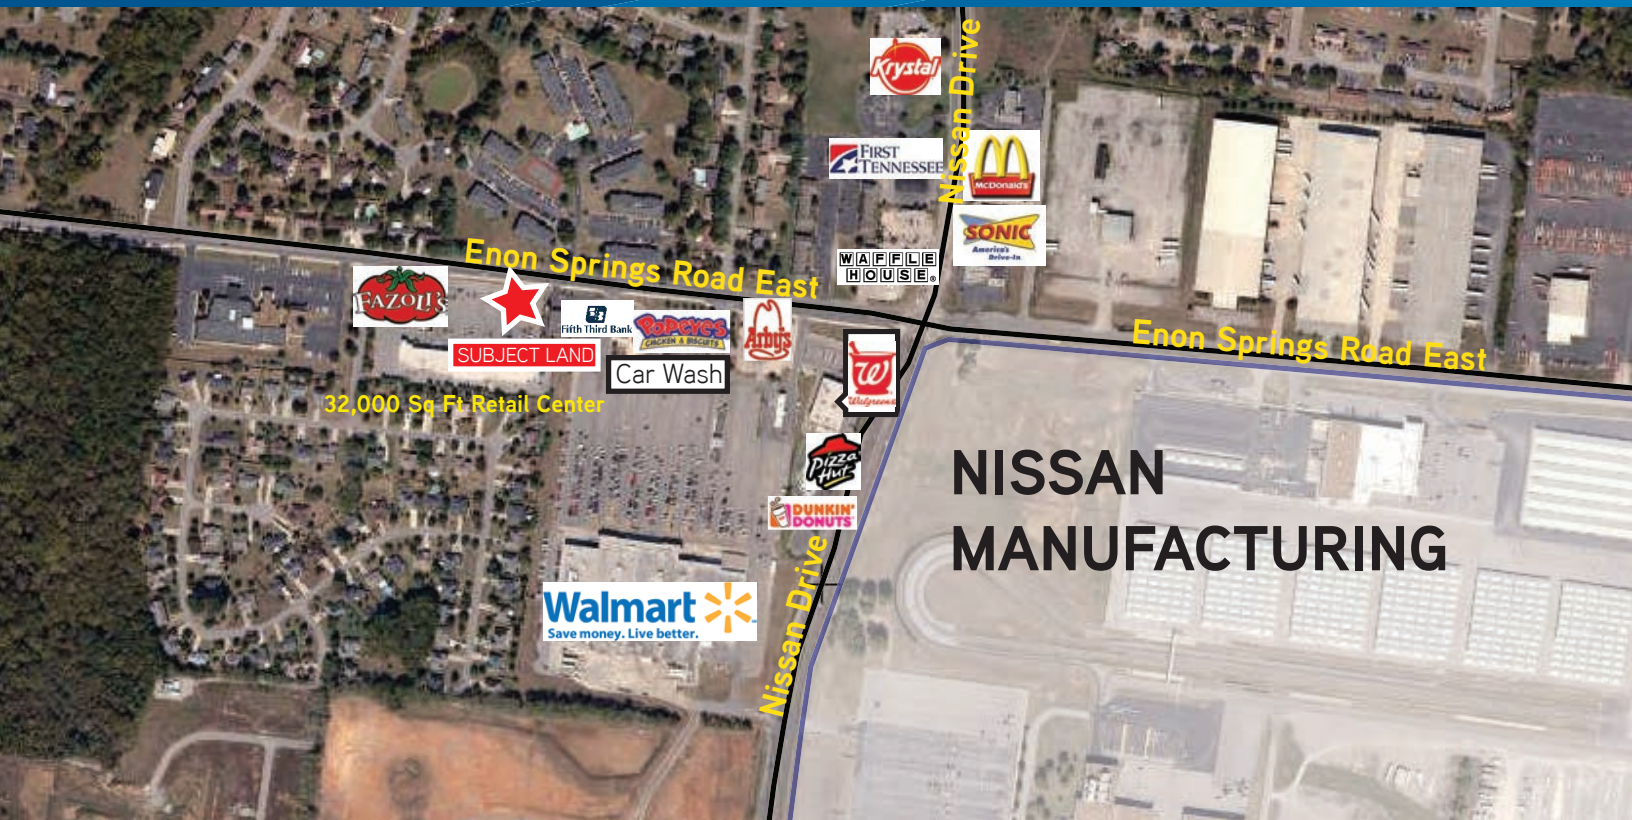 Krystal
Nissan Drive
FIRST
TENNESSEE
McDonald's
SONIC
America's
Drive-In
WAFFLE
HOUSE
Enon Springs Road East
FAZOLI'S
Fifth Third Bank
POPEYES
CHICKEN & BISCUITS
Arby's
SUBJECT LAND
Car Wash
32,000 Sq Ft Retail Center
W
Walgreens
Enon Springs Road East
Pizza
Hut
DUNKIN'
DONUTS
NISSAN
MANUFACTURING
Walmart
Save money. Live better.
Nissan Drive